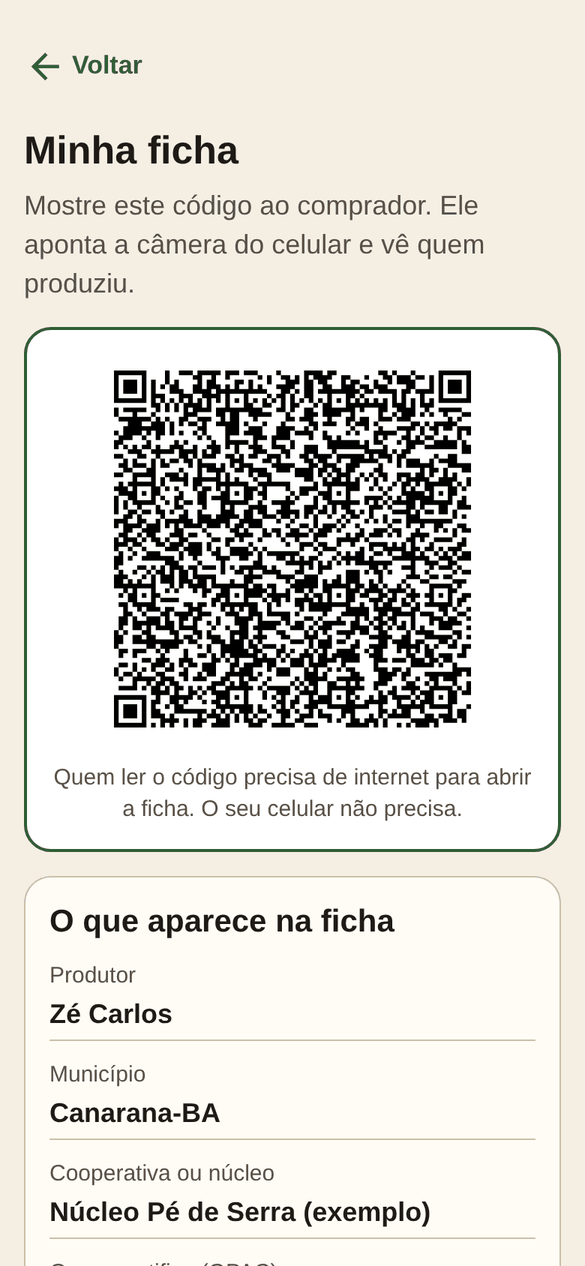 Voltar
Minha ficha
Mostre este código ao comprador. Ele
aponta a câmera do celular e vê quem
produziu.
Quem ler o código precisa de internet para abrir
a ficha. O seu celular não precisa.
O que aparece na ficha
Produtor
Zé Carlos
Município
Canarana-BA
Cooperativa ou núcleo
Núcleo Pé de Serra (exemplo)